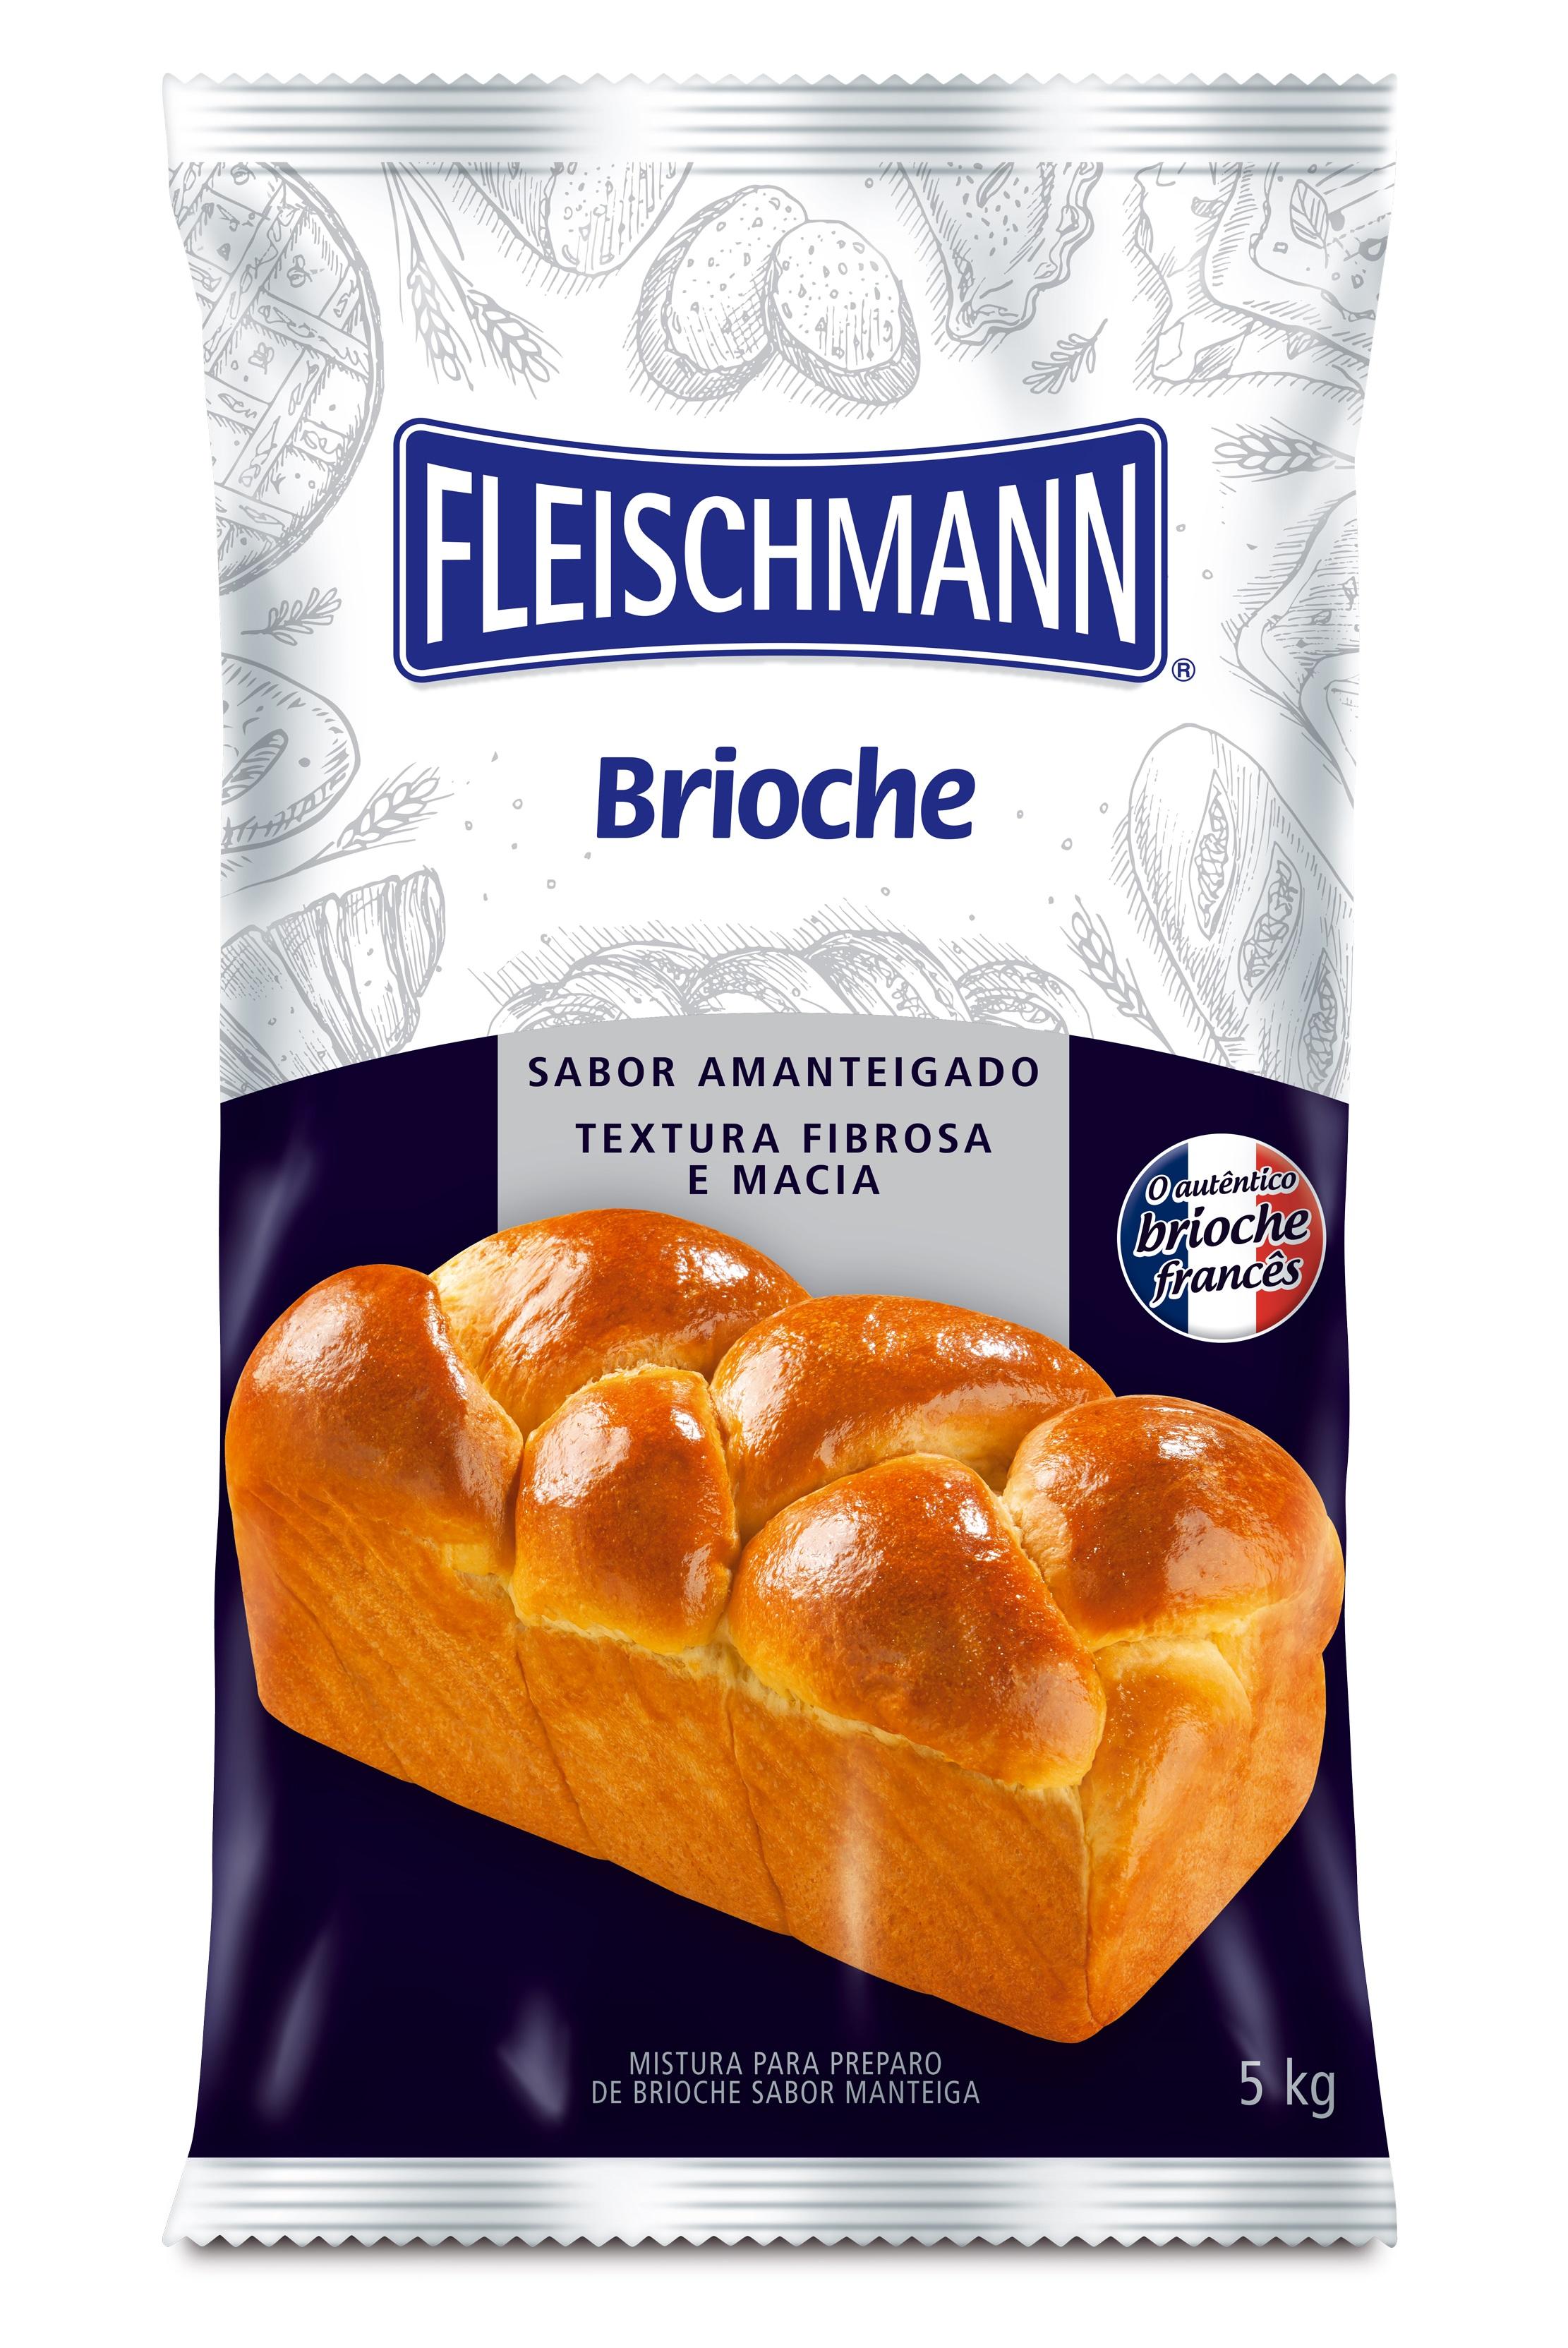 FLEISCHMANN
®
Brioche
SABOR AMANTEIGADO
TEXTURA FIBROSA
E MACIA
O autêntico
brioche
francês
MISTURA PARA PREPARO
DE BRIOCHE SABOR MANTEIGA
5 kg